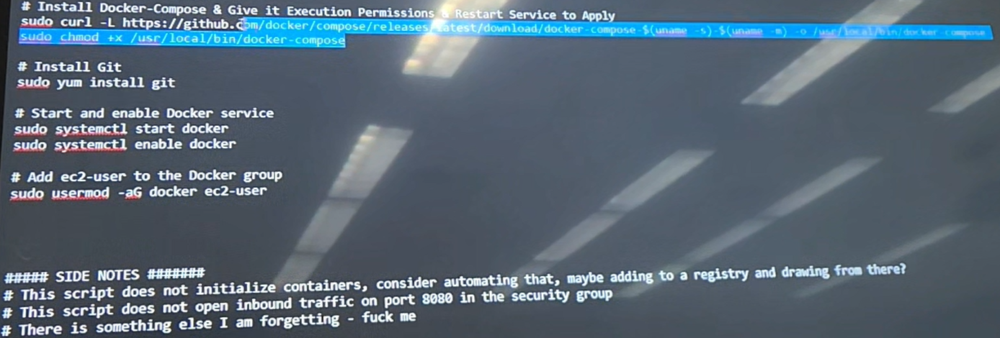 # Install Docker-Compose & Give it Execution Permissions & Restart Service to Apply
sudo curl -L https://github.com/docker/compose/releases/latest/download/docker-compose-$(uname -s)-$(uname -m) -o /usr/local/bin/docker-compose
sudo chmod +x /usr/local/bin/docker-compose
# Install Git
sudo yum install git
# Start and enable Docker service
sudo systemctl start docker
sudo systemctl enable docker
# Add ec2-user to the Docker group
sudo usermod -aG docker ec2-user
##### SIDE NOTES #######
# This script does not initialize containers, consider automating that, maybe adding to a registry and drawing from there?
# This script does not open inbound traffic on port 8080 in the security group
# There is something else I am forgetting - fuck me